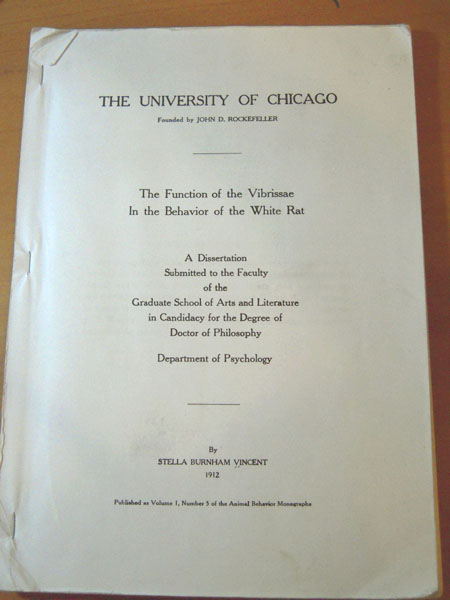 THE UNIVERSITY OF CHICAGO
Founded by JOHN D. ROCKEFELLER
The Function of the Vibrissae
In the Behavior of the White Rat
A Dissertation
Submitted to the Faculty
of the
Graduate School of Arts and Literature
in Candidacy for the Degree of
Doctor of Philosophy
Department of Psychology
By
STELLA BURNHAM VINCENT
1912
Published as Volume 1, Number 5 of the Animal Behavior Monographs